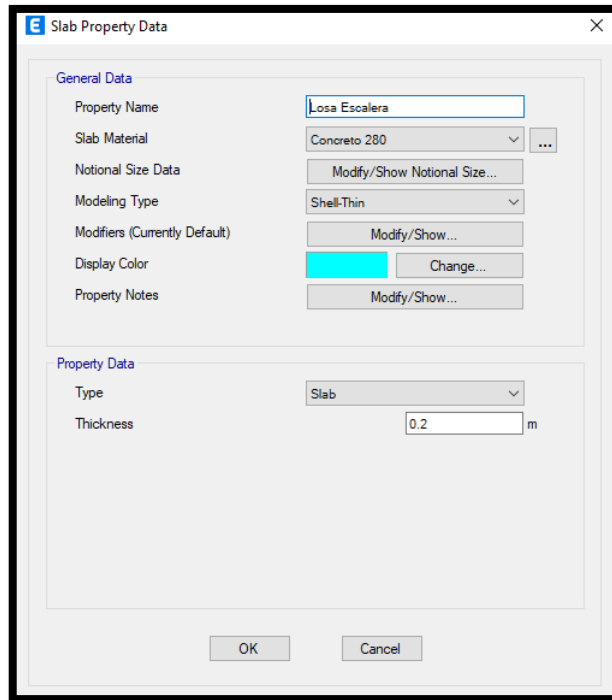 E Slab Property Data
General Data
Property Name Losa Escalera
Slab Material Concreto 280 ...
Notional Size Data Modify/Show Notional Size...
Modeling Type Shell-Thin
Modifiers (Currently Default) Modify/Show...
Display Color Change...
Property Notes Modify/Show...
Property Data
Type Slab
Thickness 0.2 m
OK Cancel